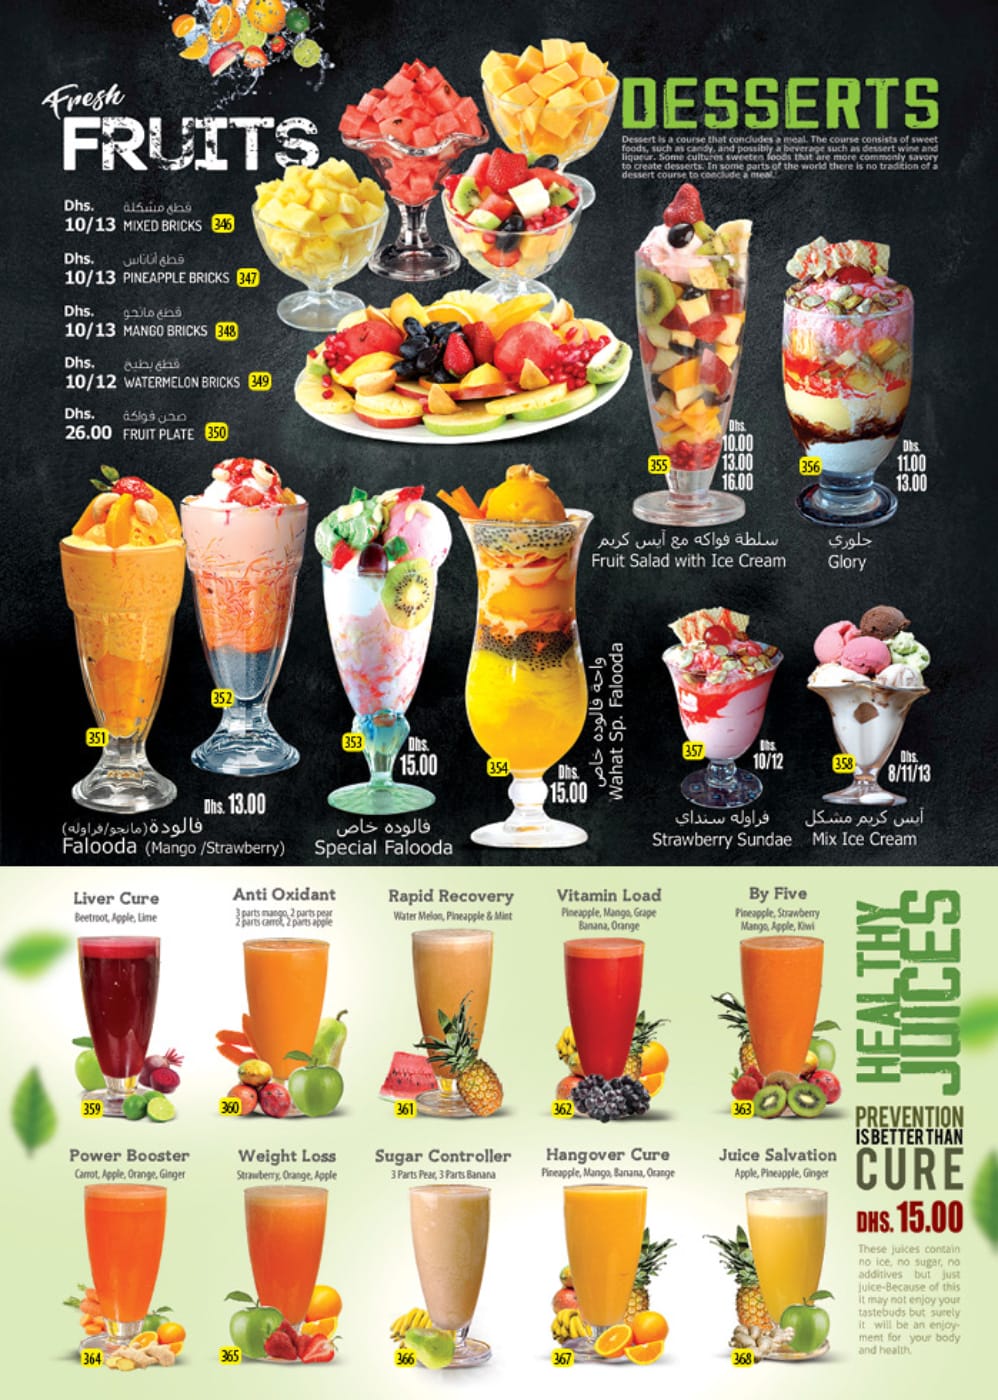 Fresh
FRUITS
Dhs. قطع مشكلة
10/13 MIXED BRICKS 346
Dhs. قطع أناناس
10/13 PINEAPPLE BRICKS 347
Dhs. قطع مانجو
10/13 MANGO BRICKS 348
Dhs. قطع بطيخ
10/12 WATERMELON BRICKS 349
Dhs. صحن فواكة
26.00 FRUIT PLATE 350
DESSERTS
Dessert is a course that concludes a meal. The course consists of sweet
foods, such as candy, and possibly a beverage such as dessert wine and
liqueur. Some cultures sweeten foods that are more commonly savory
to create desserts. In some parts of the world there is no tradition of a
dessert course to conclude a meal.
355
Dhs.
10.00
13.00
16.00
سلطة فواكه مع آيس كريم
Fruit Salad with Ice Cream
356
Dhs.
11.00
13.00
جلوري
Glory
351
352
Dhs. 13.00
فالودة (مانجو/فراوله)
Falooda (Mango /Strawberry)
353
Dhs.
15.00
فالوده خاص
Special Falooda
354
Dhs.
15.00
واحة فالوده خاص
Wahat Sp. Falooda
357
Dhs.
10/12
فراوله سنداي
Strawberry Sundae
358
Dhs.
8/11/13
آيس كريم مشكل
Mix Ice Cream
Liver Cure
Beetroot, Apple, Lime
359
Anti Oxidant
3 parts mango, 2 parts pear
2 parts carrot, 2 parts apple
360
Rapid Recovery
Water Melon, Pineapple & Mint
361
Vitamin Load
Pineapple, Mango, Grape
Banana, Orange
362
By Five
Pineapple, Strawberry
Mango, Apple, Kiwi
363
Power Booster
Carrot, Apple, Orange, Ginger
364
Weight Loss
Strawberry, Orange, Apple
365
Sugar Controller
3 Parts Pear, 3 Parts Banana
366
Hangover Cure
Pineapple, Mango, Banana, Orange
367
Juice Salvation
Apple, Pineapple, Ginger
368
HEALTHY
JUICES
PREVENTION
IS BETTER THAN
CURE
DHS. 15.00
These juices contain
no ice, no sugar, no
additives but just
juice-Because of this
it may not enjoy your
tastebuds but surely
it will be an enjoy-
ment for your body
and health.